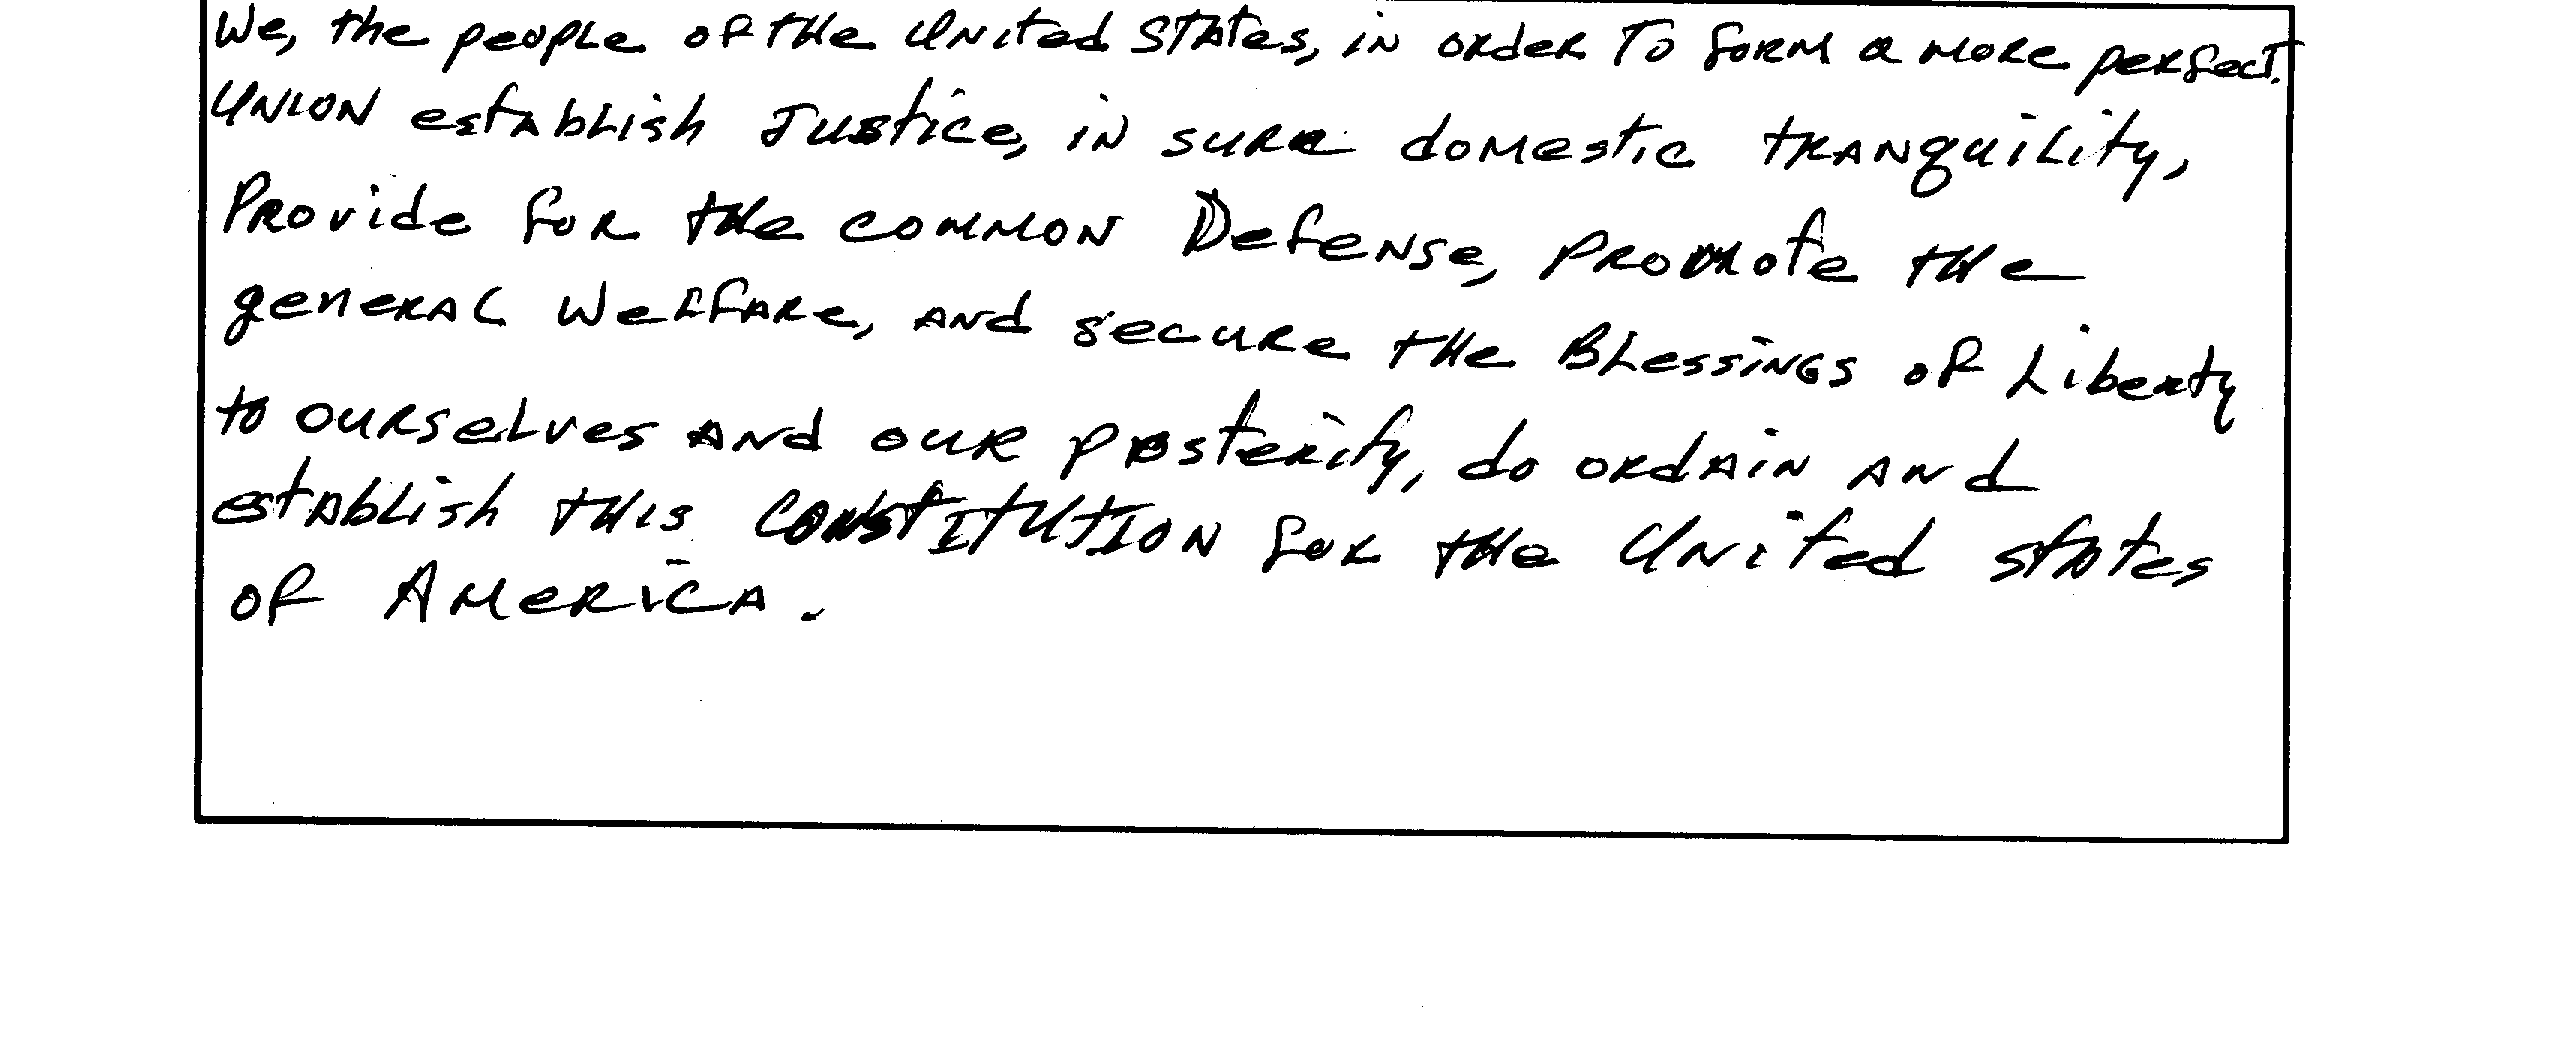 We, the people of the United States, in order To form a more perfect.
Union establish Justice, in sure domestic tranquility,
Provide for the common Defense, promote the
general Welfare, and secure the Blessings of Liberty
to ourselves and our posterity, do ordain and
establish this CONSTITUTION for the United states
of America.